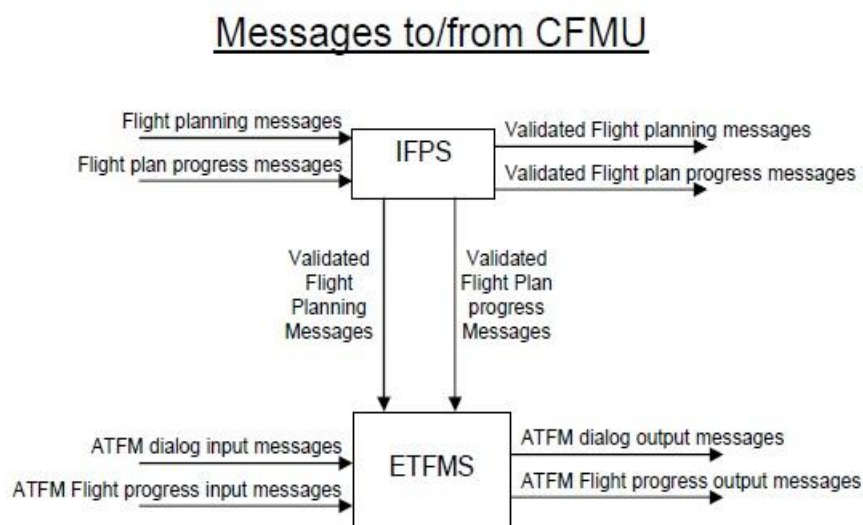 Messages to/from CFMU
Flight planning messages
Flight plan progress messages
IFPS
Validated Flight planning messages
Validated Flight plan progress messages
Validated
Flight
Planning
Messages
Validated
Flight Plan
progress
Messages
ATFM dialog input messages
ATFM Flight progress input messages
ETFMS
ATFM dialog output messages
ATFM Flight progress output messages